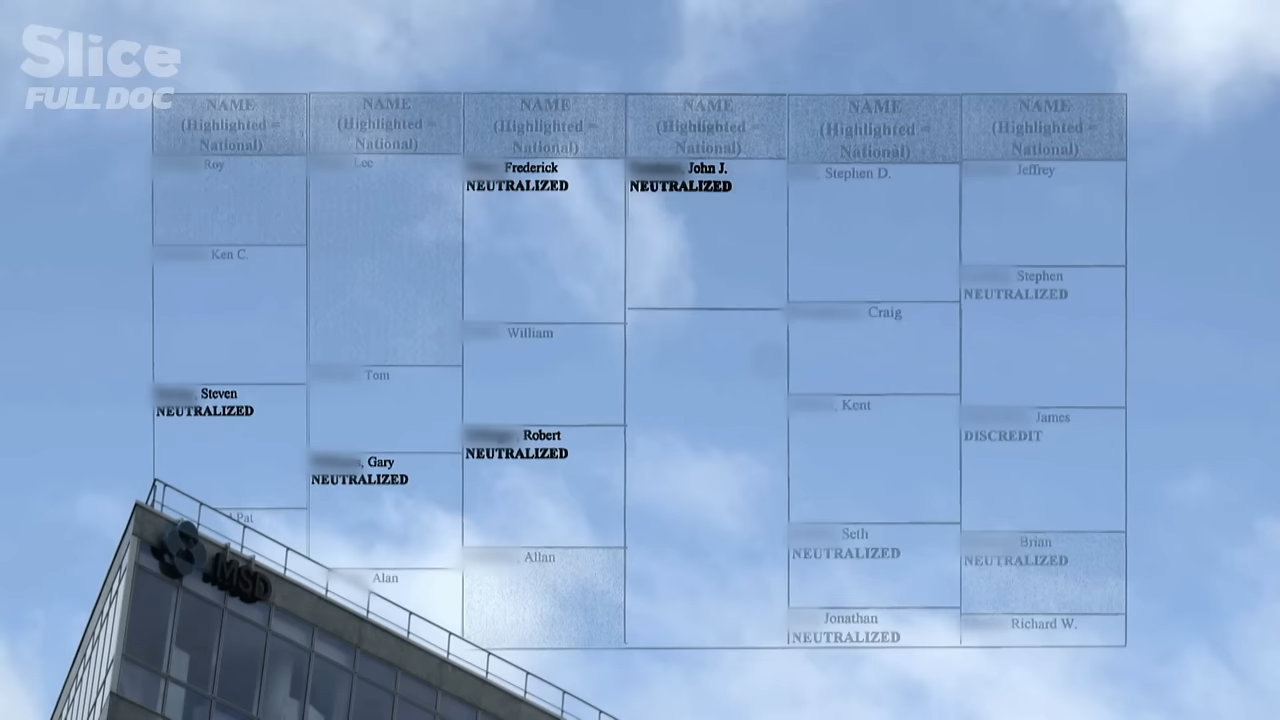 Slice
FULL DOC
NAME
(Highlighted =
National)
Roy
Ken C.
Steven
NEUTRALIZED
Pat
NAME
(Highlighted =
National)
Lee
Tom
, Gary
NEUTRALIZED
Alan
NAME
(Highlighted =
National)
Frederick
NEUTRALIZED
William
, Robert
NEUTRALIZED
Allan
NAME
(Highlighted =
National)
John J.
NEUTRALIZED
NAME
(Highlighted =
National)
Stephen D.
Craig
, Kent
Seth
NEUTRALIZED
Jonathan
NEUTRALIZED
NAME
(Highlighted =
National)
Jeffrey
Stephen
NEUTRALIZED
James
DISCREDIT
Brian
NEUTRALIZED
Richard W.
MSD